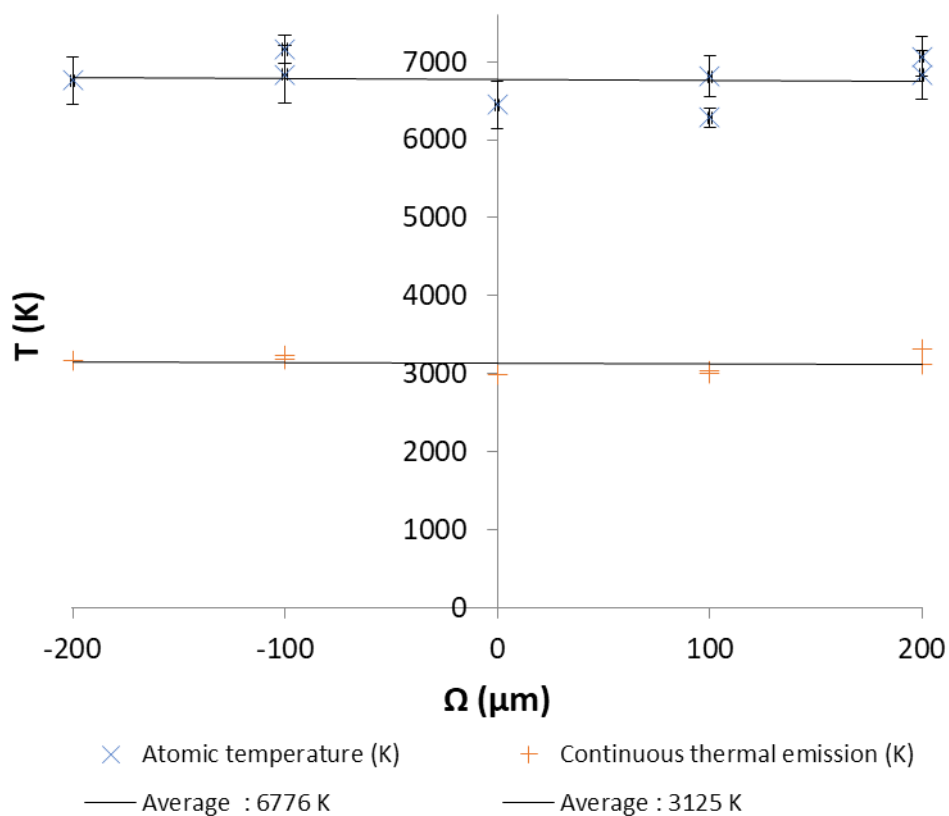 7000
6000
5000
4000
3000
2000
1000
0
T (K)
-200 -100 0 100 200
Ω (µm)
Atomic temperature (K) Continuous thermal emission (K)
Average : 6776 K Average : 3125 K